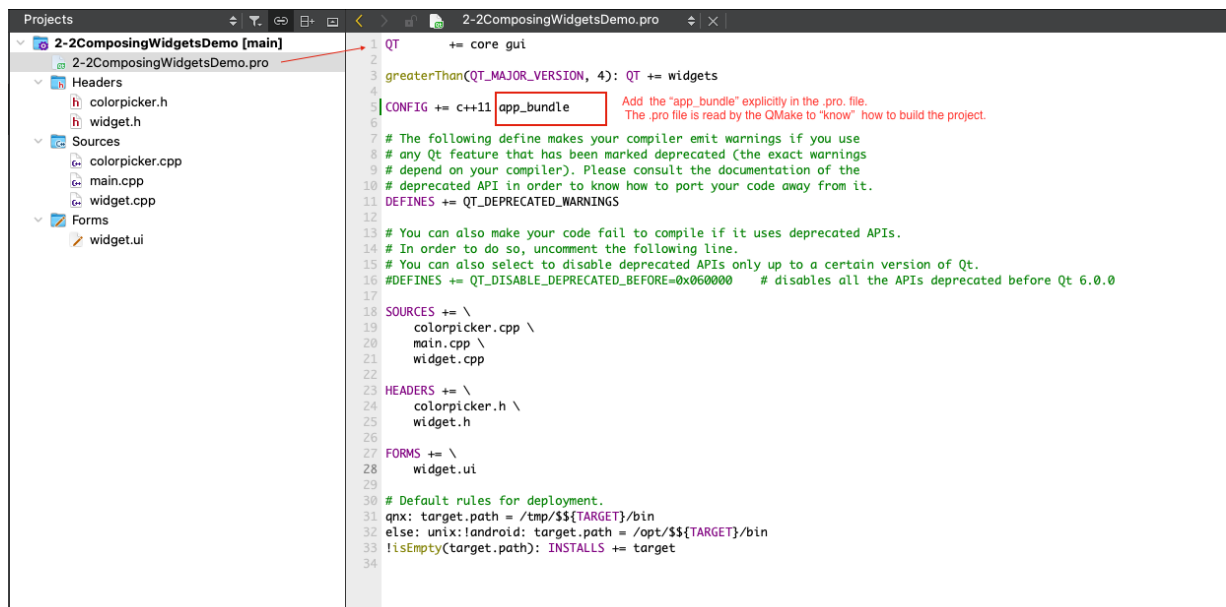 Projects
2-2ComposingWidgetsDemo.pro
2-2ComposingWidgetsDemo [main]
2-2ComposingWidgetsDemo.pro
Headers
colorpicker.h
widget.h
Sources
colorpicker.cpp
main.cpp
widget.cpp
Forms
widget.ui
1 QT       += core gui
2
3 greaterThan(QT_MAJOR_VERSION, 4): QT += widgets
4
5 CONFIG += c++11 app_bundle
Add the “app_bundle” explicitly in the .pro. file.
The .pro file is read by the QMake to “know” how to build the project.
6
7 # The following define makes your compiler emit warnings if you use
8 # any Qt feature that has been marked deprecated (the exact warnings
9 # depend on your compiler). Please consult the documentation of the
10 # deprecated API in order to know how to port your code away from it.
11 DEFINES += QT_DEPRECATED_WARNINGS
12
13 # You can also make your code fail to compile if it uses deprecated APIs.
14 # In order to do so, uncomment the following line.
15 # You can also select to disable deprecated APIs only up to a certain version of Qt.
16 #DEFINES += QT_DISABLE_DEPRECATED_BEFORE=0x060000    # disables all the APIs deprecated before Qt 6.0.0
17
18 SOURCES += \
19     colorpicker.cpp \
20     main.cpp \
21     widget.cpp
22
23 HEADERS += \
24     colorpicker.h \
25     widget.h
26
27 FORMS += \
28     widget.ui
29
30 # Default rules for deployment.
31 qnx: target.path = /tmp/$${TARGET}/bin
32 else: unix:!android: target.path = /opt/$${TARGET}/bin
33 !isEmpty(target.path): INSTALLS += target
34